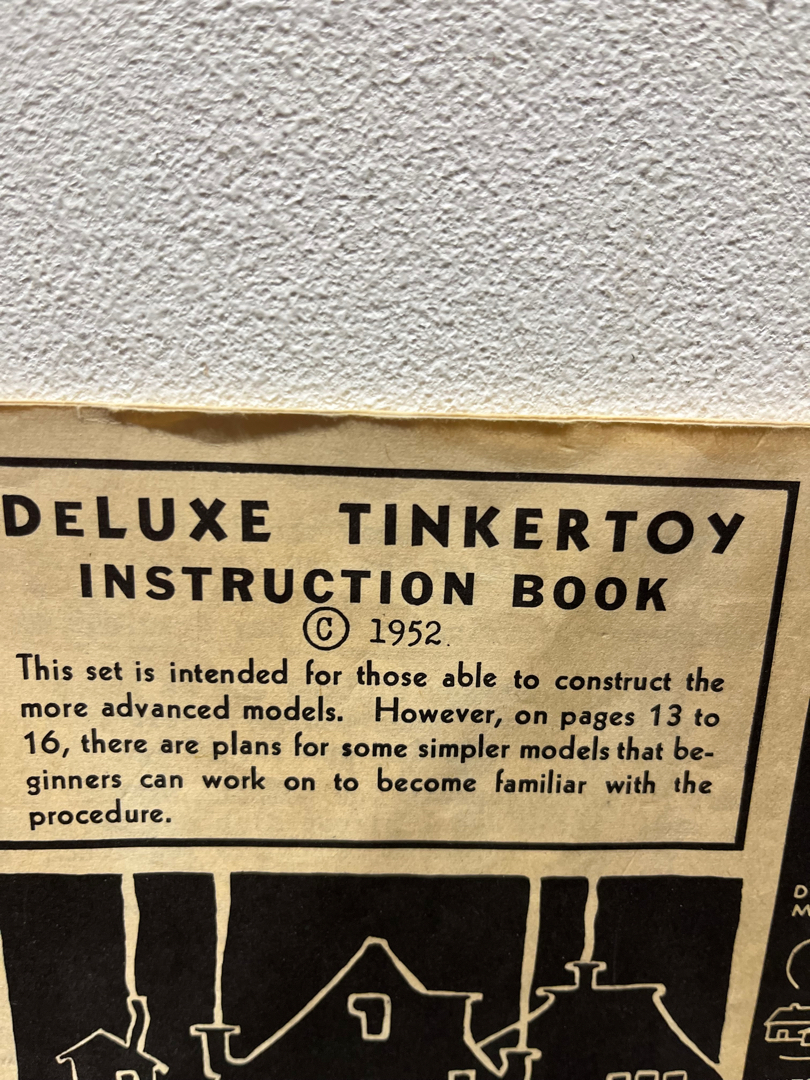 DELUXE TINKERTOY
INSTRUCTION BOOK
© 1952.
This set is intended for those able to construct the
more advanced models. However, on pages 13 to
16, there are plans for some simpler models that be-
ginners can work on to become familiar with the
procedure.